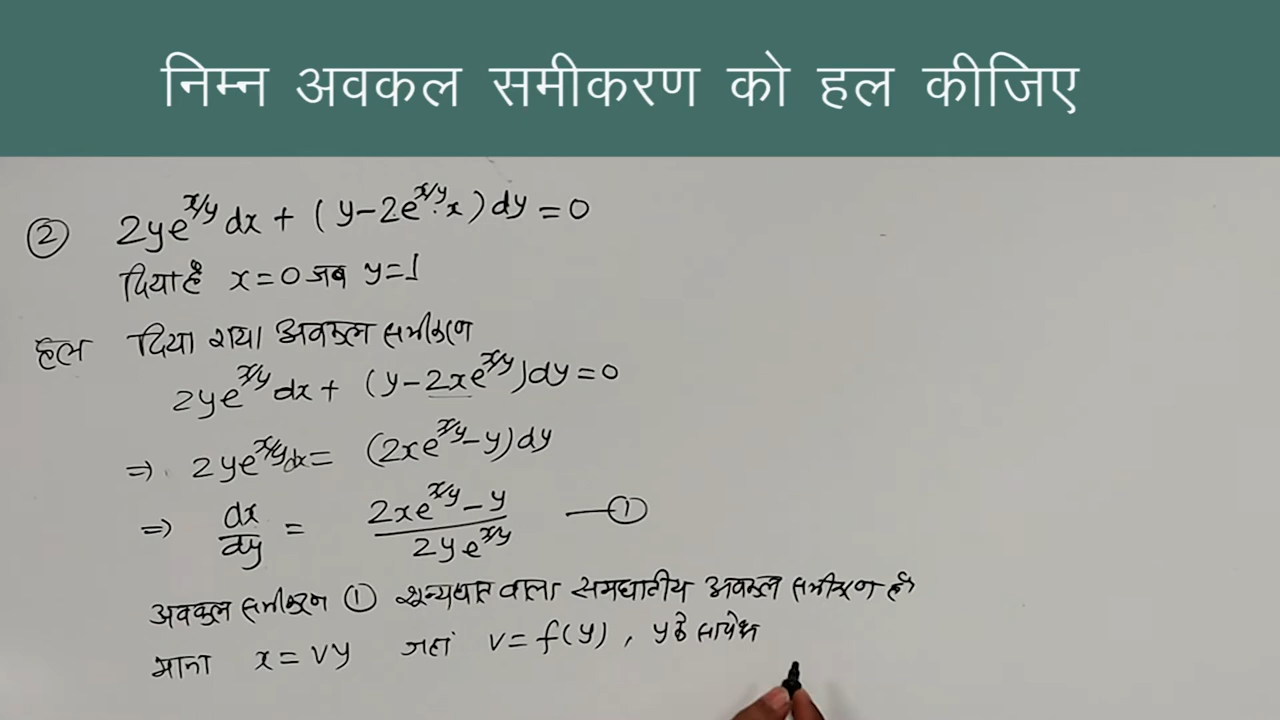 निम्न अवकल समीकरण को हल कीजिए
② 2ye^{x/y} dx + (y-2e^{x/y}.x) dy = 0
दिया है x=0 जब y=1
हल दिया गया अवकल समीकरण
2ye^{x/y} dx + (y-2xe^{x/y}) dy = 0
⇒ 2ye^{x/y} dx = (2xe^{x/y}-y) dy
⇒ dx/dy = (2xe^{x/y}-y)/(2ye^{x/y}) —①
अवकल समीकरण ① शून्यघात वाला समघातीय अवकल समीकरण है।
माना x = vy जहां v = f(y), y के सापेक्ष